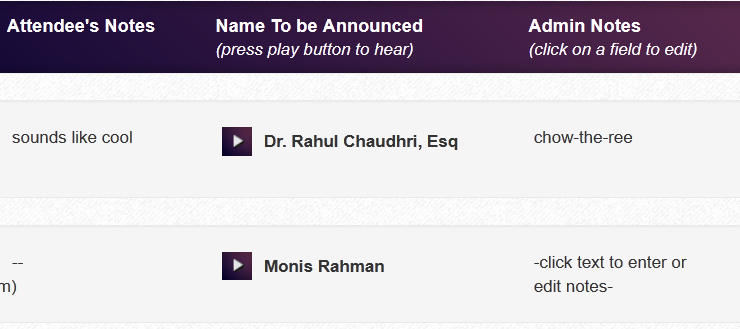 Attendee's Notes
Name To be Announced
(press play button to hear)
Admin Notes
(click on a field to edit)
sounds like cool
Dr. Rahul Chaudhri, Esq
chow-the-ree
--
m)
Monis Rahman
-click text to enter or
edit notes-